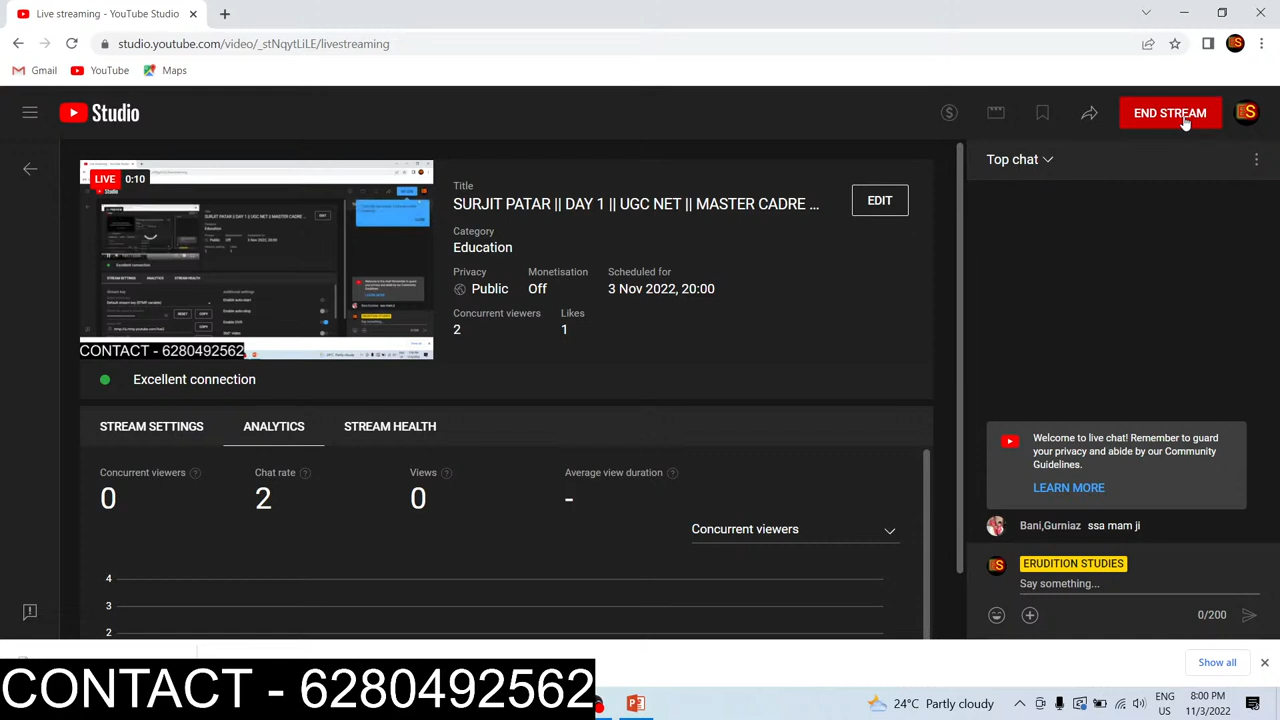 Live streaming - YouTube Studio
studio.youtube.com/video/_stNqytLiLE/livestreaming
Gmail YouTube Maps
Studio
END STREAM
Top chat
LIVE 0:10
Title
SURJIT PATAR || DAY 1 || UGC NET || MASTER CADRE ...
EDIT
Category
Education
Privacy Monetisation Scheduled for
Public Off 3 Nov 2022, 20:00
Concurrent viewers Likes
2 1
CONTACT - 6280492562
Excellent connection
STREAM SETTINGS ANALYTICS STREAM HEALTH
Concurrent viewers Chat rate Views Average view duration
0 2 0 -
Concurrent viewers
4
3
2
Welcome to live chat! Remember to guard
your privacy and abide by our Community
Guidelines.
LEARN MORE
Bani,Gurniaz ssa mam ji
ERUDITION STUDIES
Say something...
0/200
Show all
CONTACT - 6280492562
24°C Partly cloudy
ENG
US
8:00 PM
11/3/2022